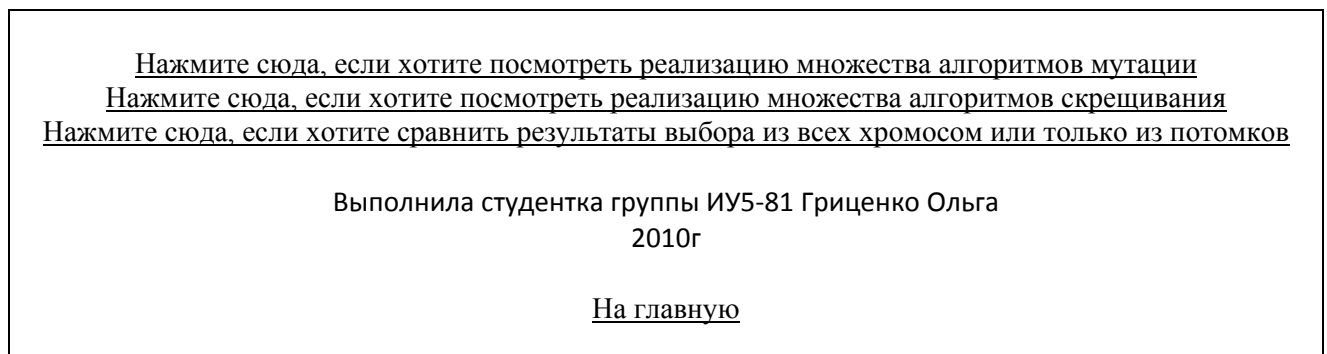 Нажмите сюда, если хотите посмотреть реализацию множества алгоритмов мутации
Нажмите сюда, если хотите посмотреть реализацию множества алгоритмов скрещивания
Нажмите сюда, если хотите сравнить результаты выбора из всех хромосом или только из потомков
Выполнила студентка группы ИУ5-81 Гриценко Ольга
2010г
На главную